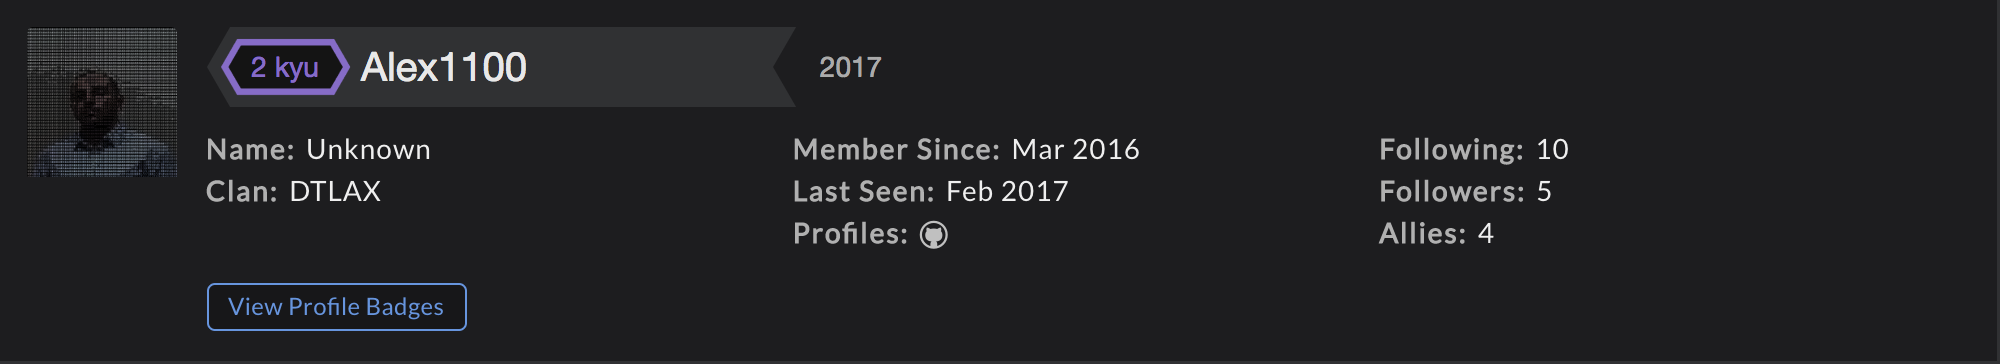 2 kyu Alex1100 2017
Name: Unknown
Clan: DTLAX
Member Since: Mar 2016
Last Seen: Feb 2017
Profiles:
Following: 10
Followers: 5
Allies: 4
View Profile Badges